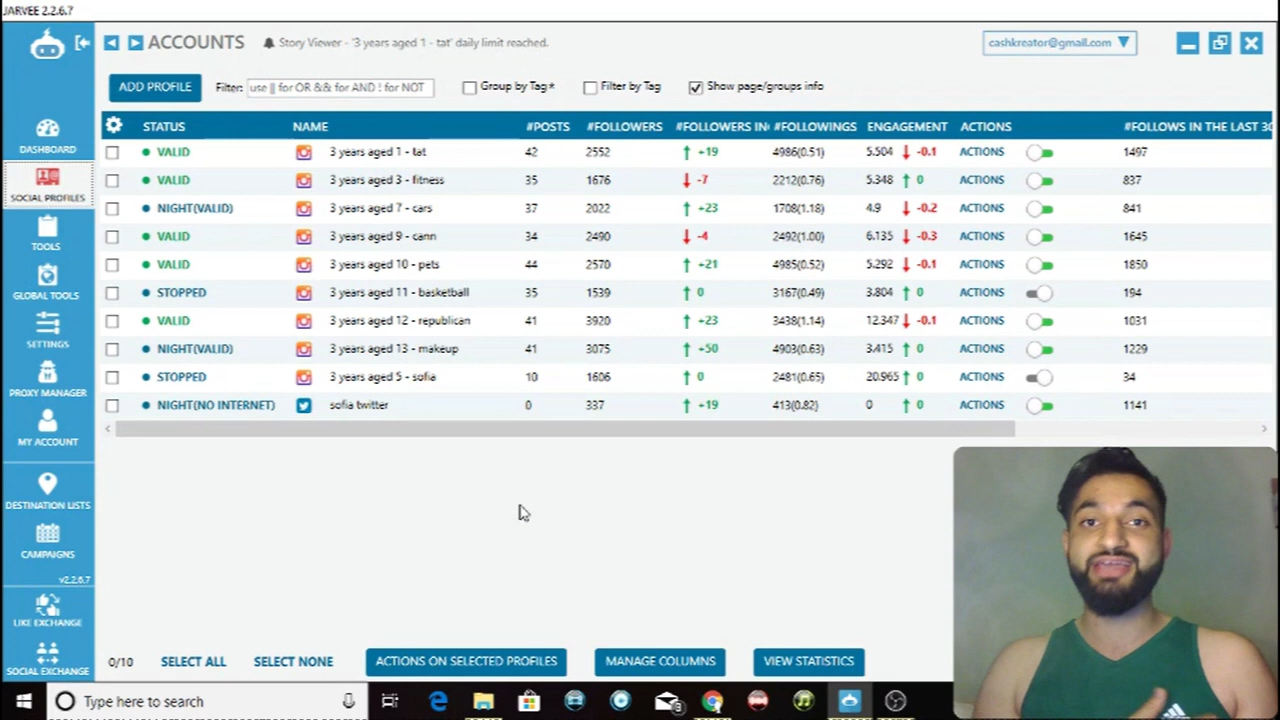 JARVEE 2.2.6.7
ACCOUNTS Story Viewer - '3 years aged 1 - tat' daily limit reached. cashkreator@gmail.com
ADD PROFILE Filter: use || for OR && for AND ! for NOT Group by Tag* Filter by Tag Show page/groups info
STATUS NAME #POSTS #FOLLOWERS #FOLLOWERS IN #FOLLOWINGS ENGAGEMENT ACTIONS #FOLLOWS IN THE LAST 30
VALID 3 years aged 1 - tat 42 2552 +19 4986(0.51) 5.504 -0.1 ACTIONS 1497
VALID 3 years aged 3 - fitness 35 1676 -7 2212(0.76) 5.348 0 ACTIONS 837
NIGHT(VALID) 3 years aged 7 - cars 37 2022 +23 1708(1.18) 4.9 -0.2 ACTIONS 841
VALID 3 years aged 9 - cann 34 2490 -4 2492(1.00) 6.135 -0.3 ACTIONS 1645
VALID 3 years aged 10 - pets 44 2570 +21 4985(0.52) 5.292 -0.1 ACTIONS 1850
STOPPED 3 years aged 11 - basketball 35 1539 0 3167(0.49) 3.804 0 ACTIONS 194
VALID 3 years aged 12 - republican 41 3920 +23 3438(1.14) 12.347 -0.1 ACTIONS 1031
NIGHT(VALID) 3 years aged 13 - makeup 41 3075 +50 4903(0.63) 3.415 0 ACTIONS 1229
STOPPED 3 years aged 5 - sofia 10 1606 0 2481(0.65) 20.965 0 ACTIONS 34
NIGHT(NO INTERNET) sofia twitter 0 337 +19 413(0.82) 0 0 ACTIONS 1141
DASHBOARD
SOCIAL PROFILES
TOOLS
GLOBAL TOOLS
SETTINGS
PROXY MANAGER
MY ACCOUNT
DESTINATION LISTS
CAMPAIGNS
v2.2.6.7
LIKE EXCHANGE
SOCIAL EXCHANGE
0/10 SELECT ALL SELECT NONE ACTIONS ON SELECTED PROFILES MANAGE COLUMNS VIEW STATISTICS
Type here to search